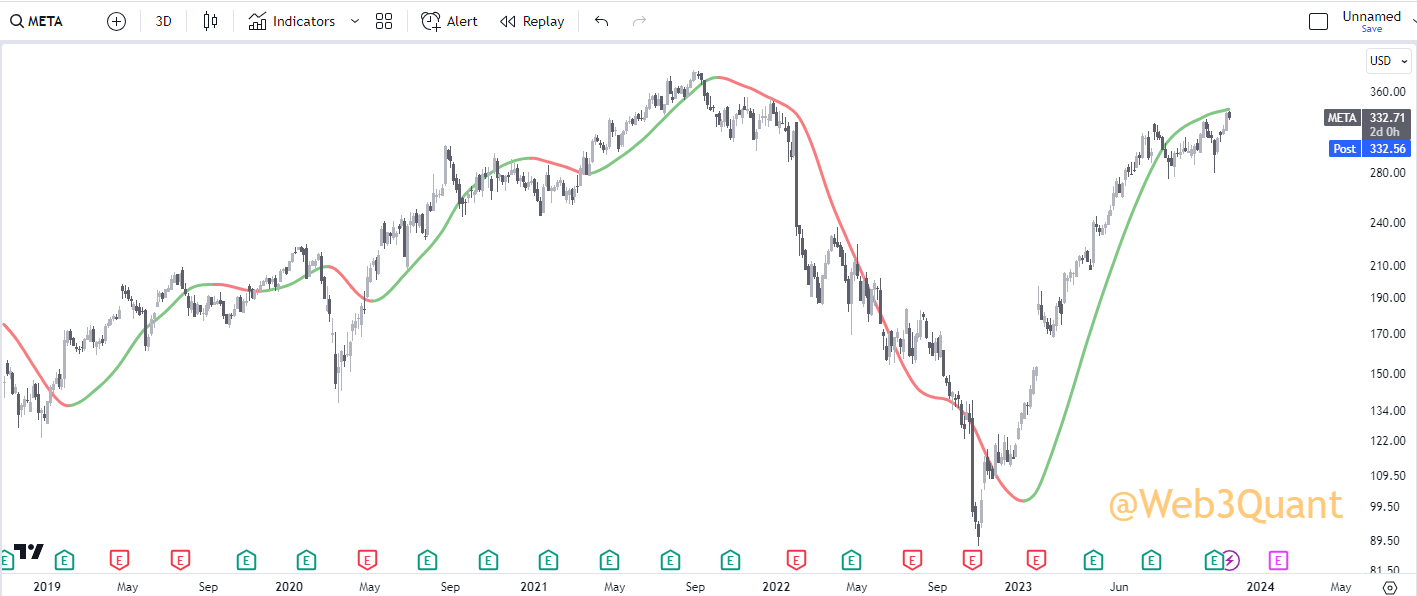 META
3D
Indicators
Alert
Replay
Unnamed
Save
USD
360.00
META 332.71
2d 0h
Post 332.56
280.00
240.00
210.00
190.00
170.00
150.00
134.00
122.00
109.50
99.50
89.50
81.50
@Web3Quant
E E E E E E E E E E E E E E E E E E E E E E
2019 May Sep 2020 May Sep 2021 May Sep 2022 May Sep 2023 Jun 2024 May